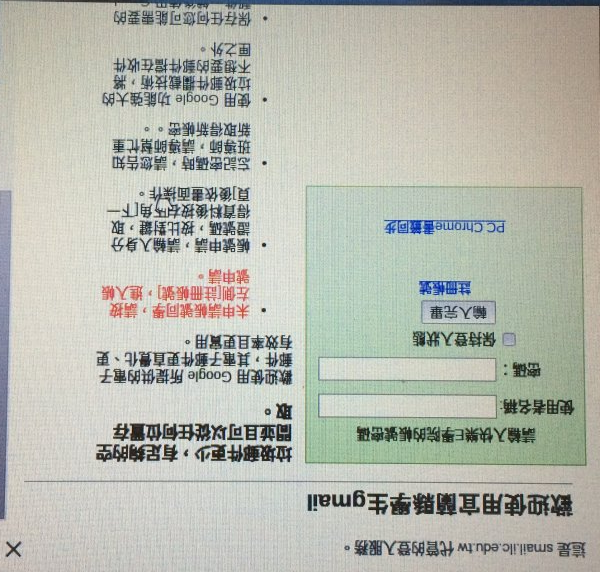 這是 smail.ilc.edu.tw 代管的登入服務。
歡迎使用宜蘭縣學生gmail
請輸入快樂E學院的帳號密碼
使用者名稱:
密碼：
保持登入狀態
輸入完畢
註冊帳號
PC Chrome書籤同步
垃圾郵件更少，有足夠的空
間並且可以從任何位置存
取。
歡迎使用 Google 所提供的電子
郵件，其電子郵件更直覺化、更
有效率且更實用。
• 未申請帳號同學，請按
左側[註冊帳號]，進入帳
號申請。
• 帳號申請，請輸入身分
證號碼，按比對鍵，取
得資料後按右下角[下一
頁]後依畫面操作。
• 忘記密碼時，請您告知
班導師，請導師幫忙重
新取得新帳密。。
• 使用 Google 功能強大的
垃圾郵件攔截技術，將
不想要的郵件擋在收件
匣之外。
• 保存任何您可能需要的